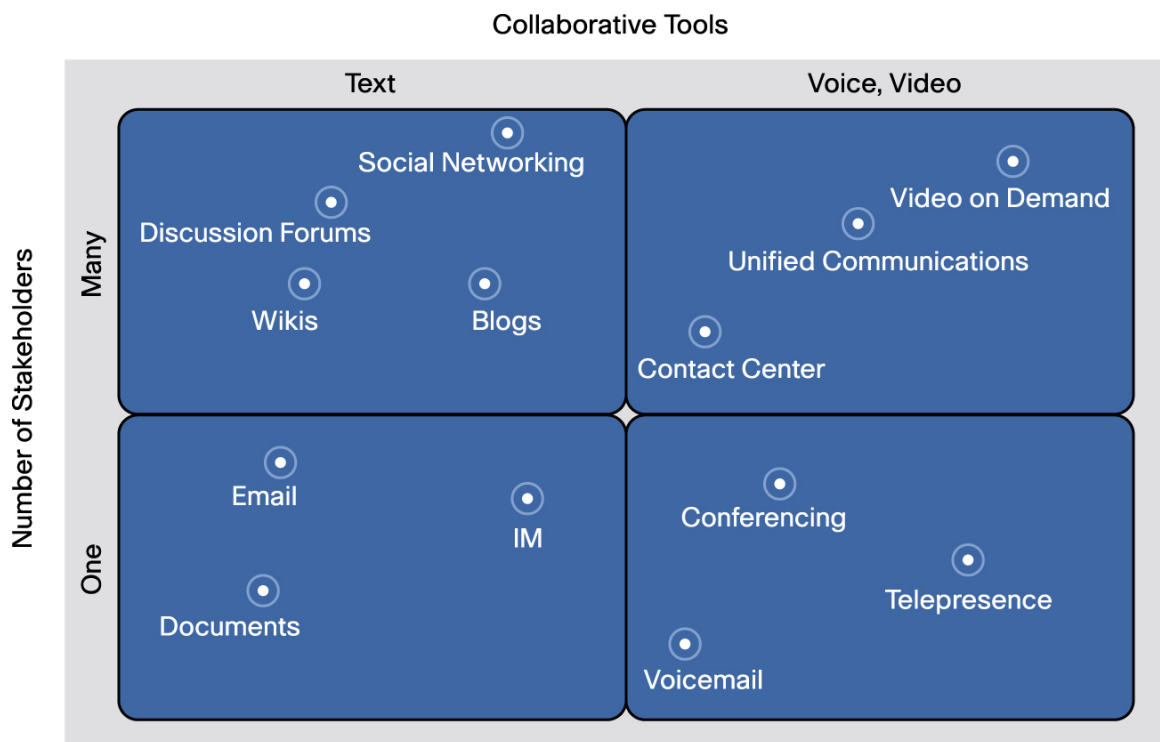 Collaborative Tools
Text
Voice, Video
Number of Stakeholders
Many
Social Networking
Discussion Forums
Wikis
Blogs
Video on Demand
Unified Communications
Contact Center
One
Email
IM
Documents
Conferencing
Telepresence
Voicemail